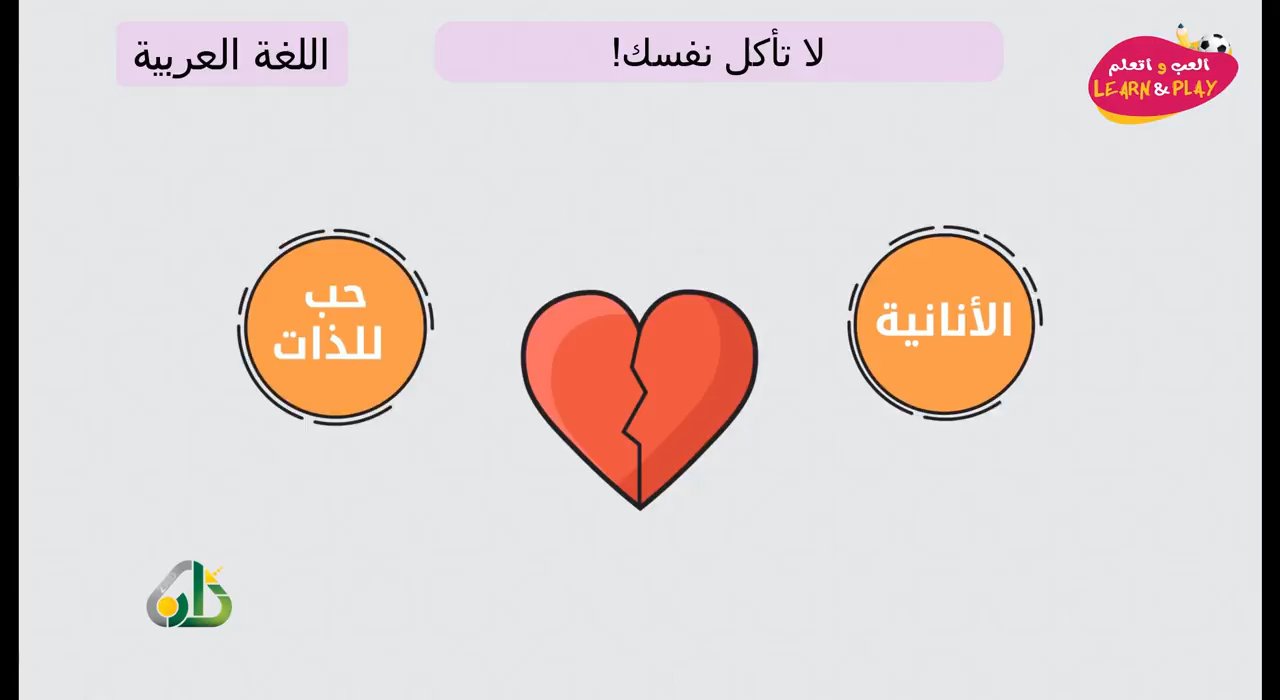 العب و اتعلم
LEARN & PLAY
لا تأكل نفسك!
اللغة العربية
الأنانية
حب
للذات